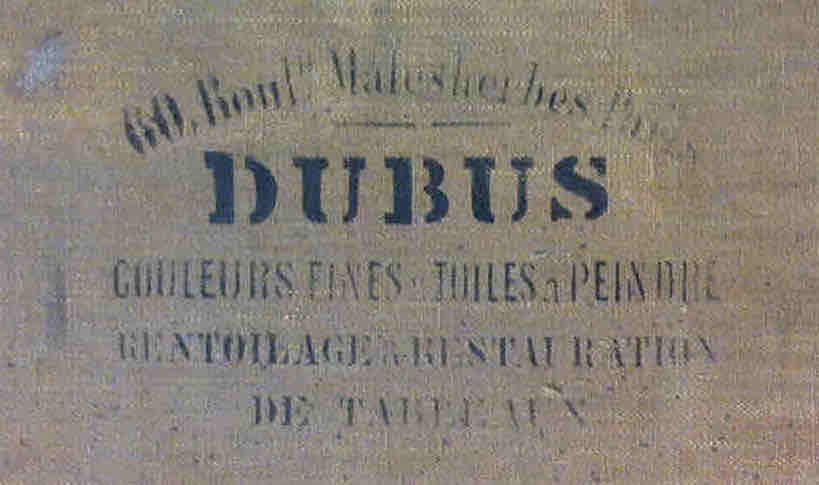 60, Boul.ᵈ Malesherbes Paris
DUBUS
COULEURS FINES & TOILES À PEINDRE
RENTOILAGE & RESTAURATION
DE TABLEAUX